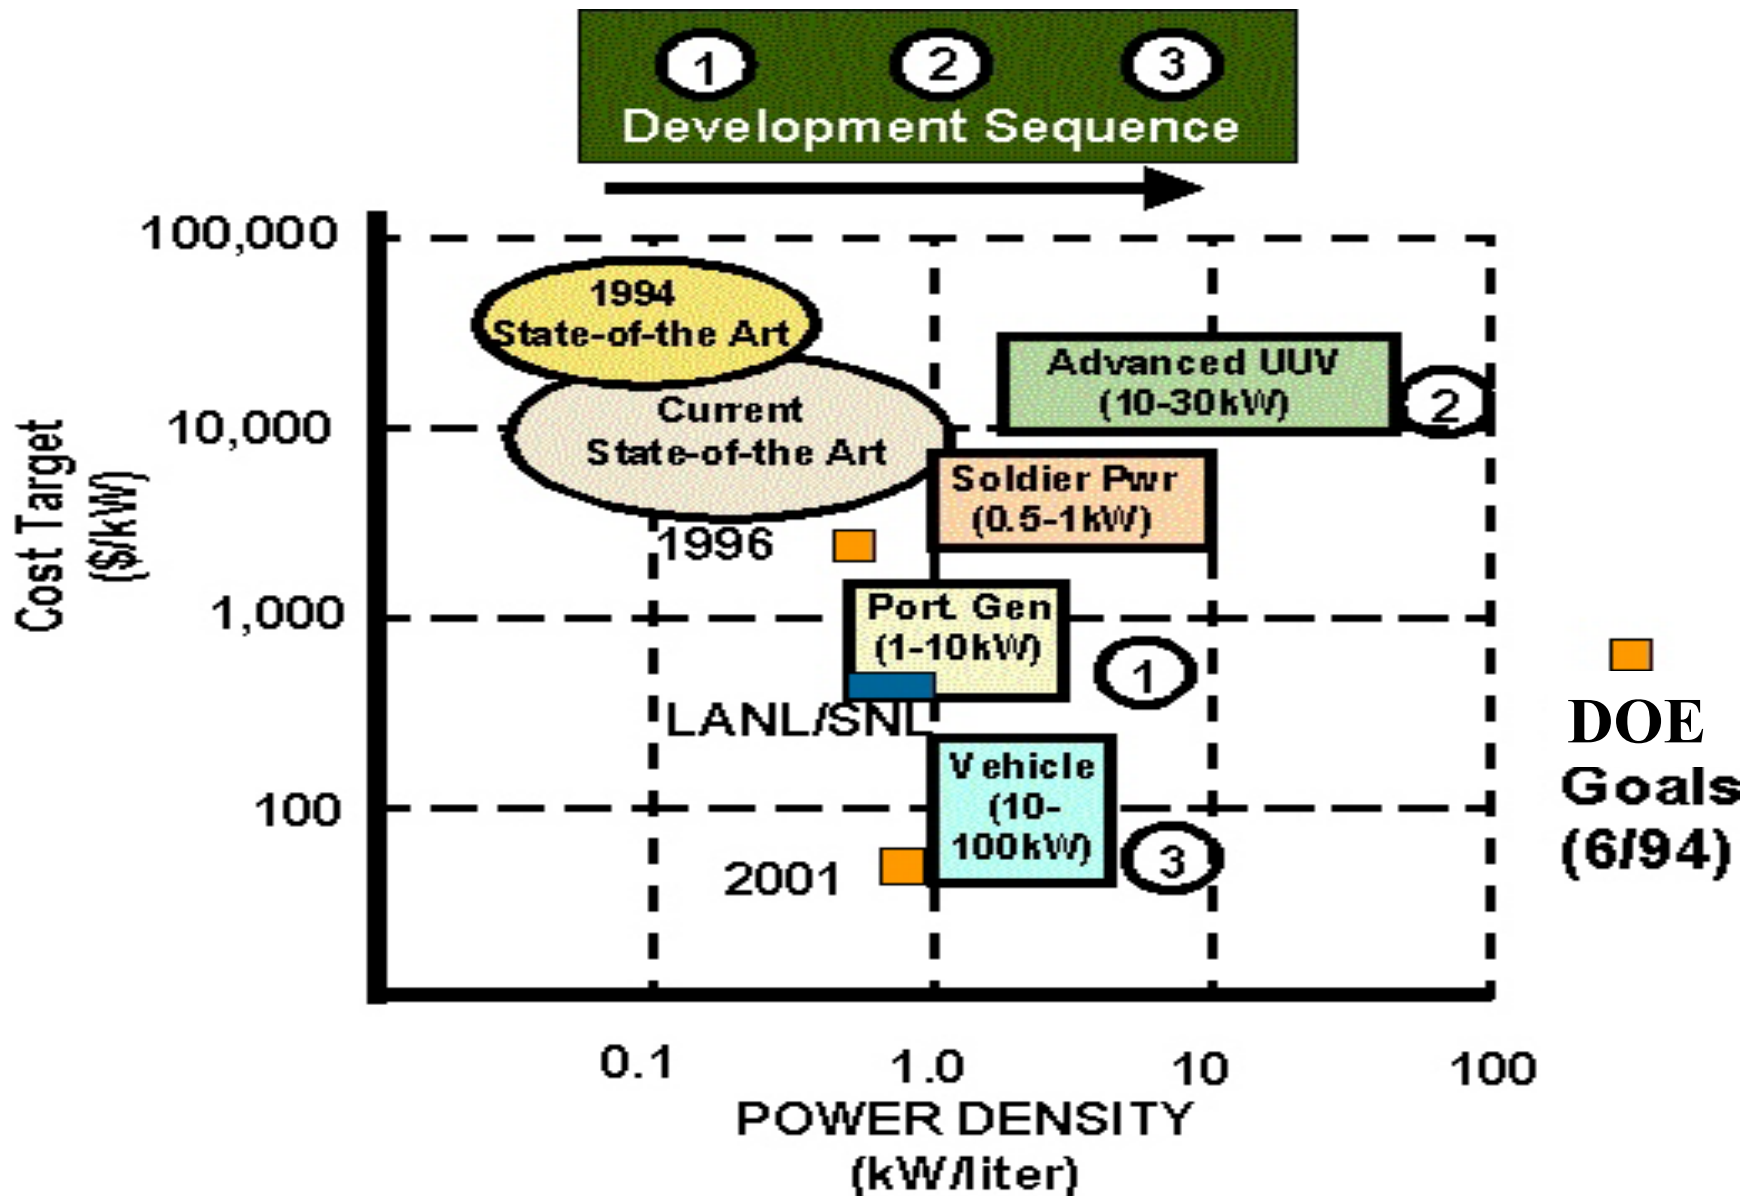 1 2 3
Development Sequence
100,000
10,000
1,000
100
Cost Target
($/kW)
1994
State-of-the Art
Current
State-of-the Art
Advanced UUV
(10-30kW)
2
Soldier Pwr
(0.5-1kW)
1996
Port. Gen
(1-10kW)
1
LANL/SNL
Vehicle
(10-
100kW)
3
2001
DOE
Goals
(6/94)
0.1 1.0 10 100
POWER DENSITY
(kW/liter)